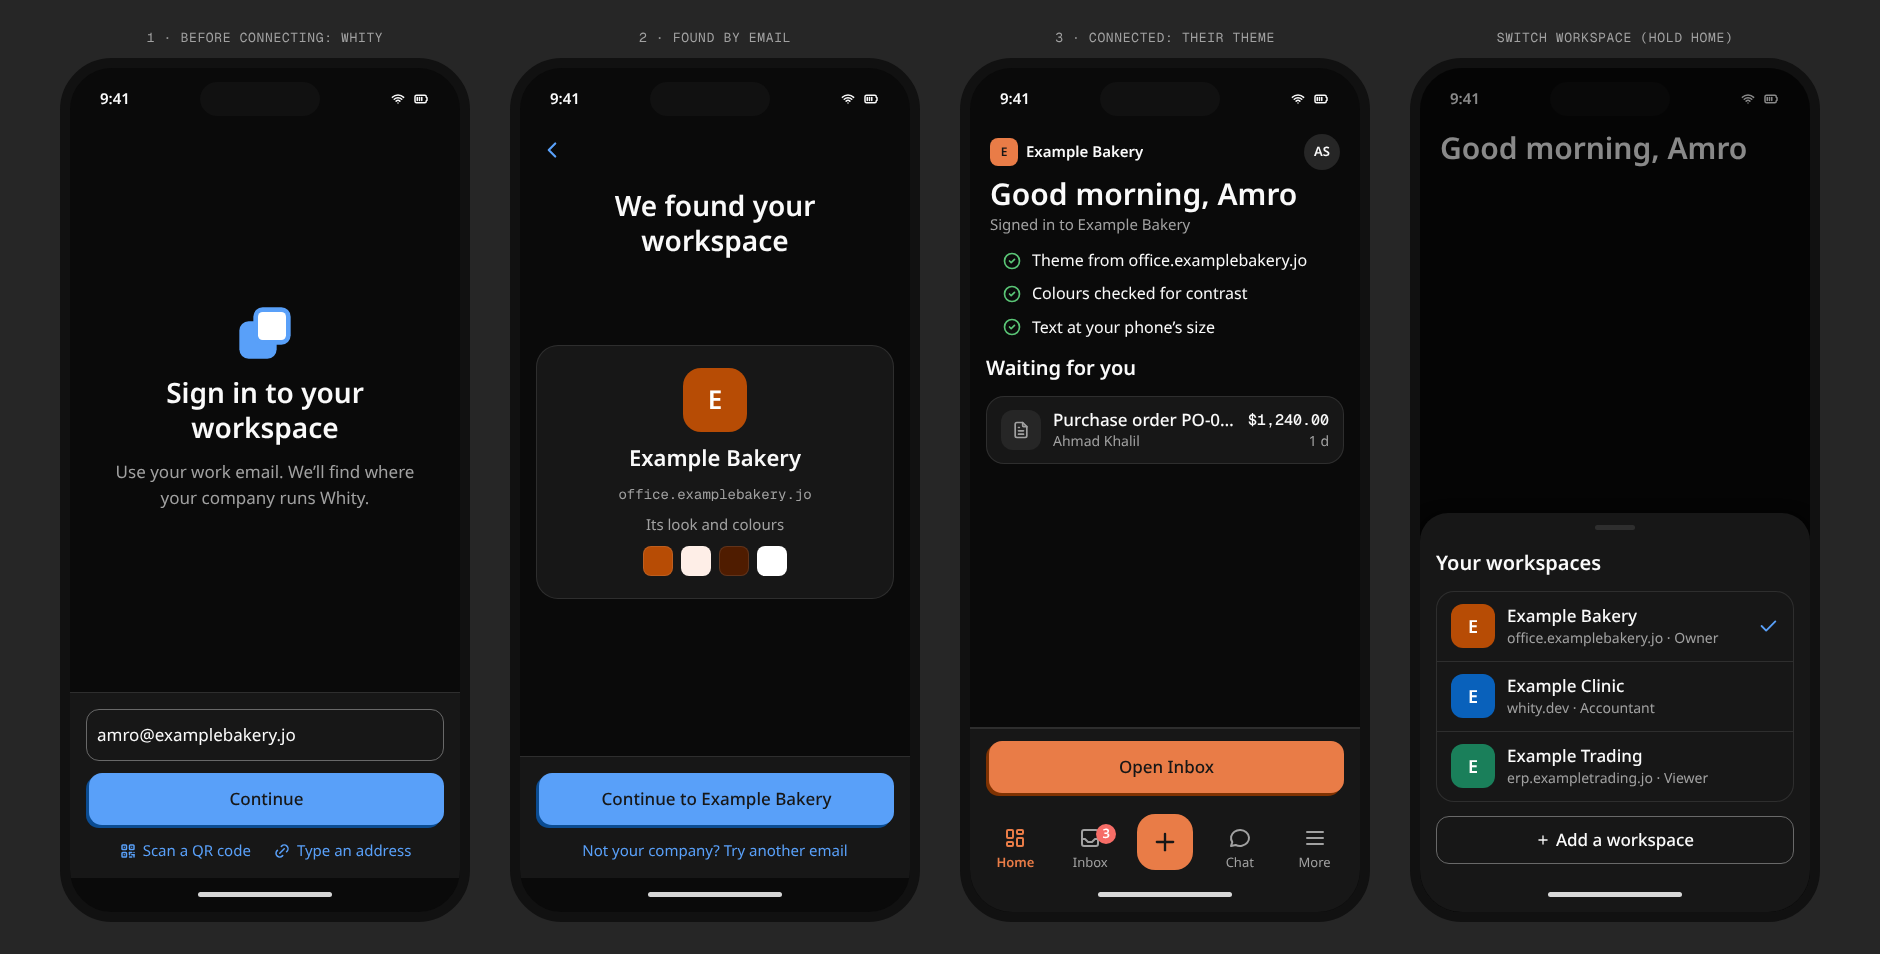 1 · BEFORE CONNECTING: WHITY
9:41
Sign in to your
workspace
Use your work email. We’ll find where
your company runs Whity.
amro@examplebakery.jo
Continue
Scan a QR code
Type an address
2 · FOUND BY EMAIL
9:41
We found your
workspace
E
Example Bakery
office.examplebakery.jo
Its look and colours
Continue to Example Bakery
Not your company? Try another email
3 · CONNECTED: THEIR THEME
9:41
E
Example Bakery
AS
Good morning, Amro
Signed in to Example Bakery
Theme from office.examplebakery.jo
Colours checked for contrast
Text at your phone’s size
Waiting for you
Purchase order PO-0… $1,240.00
Ahmad Khalil 1 d
Open Inbox
3
Home
Inbox
Chat
More
SWITCH WORKSPACE (HOLD HOME)
9:41
Good morning, Amro
Your workspaces
E
Example Bakery
office.examplebakery.jo · Owner
E
Example Clinic
whity.dev · Accountant
E
Example Trading
erp.exampletrading.jo · Viewer
+ Add a workspace